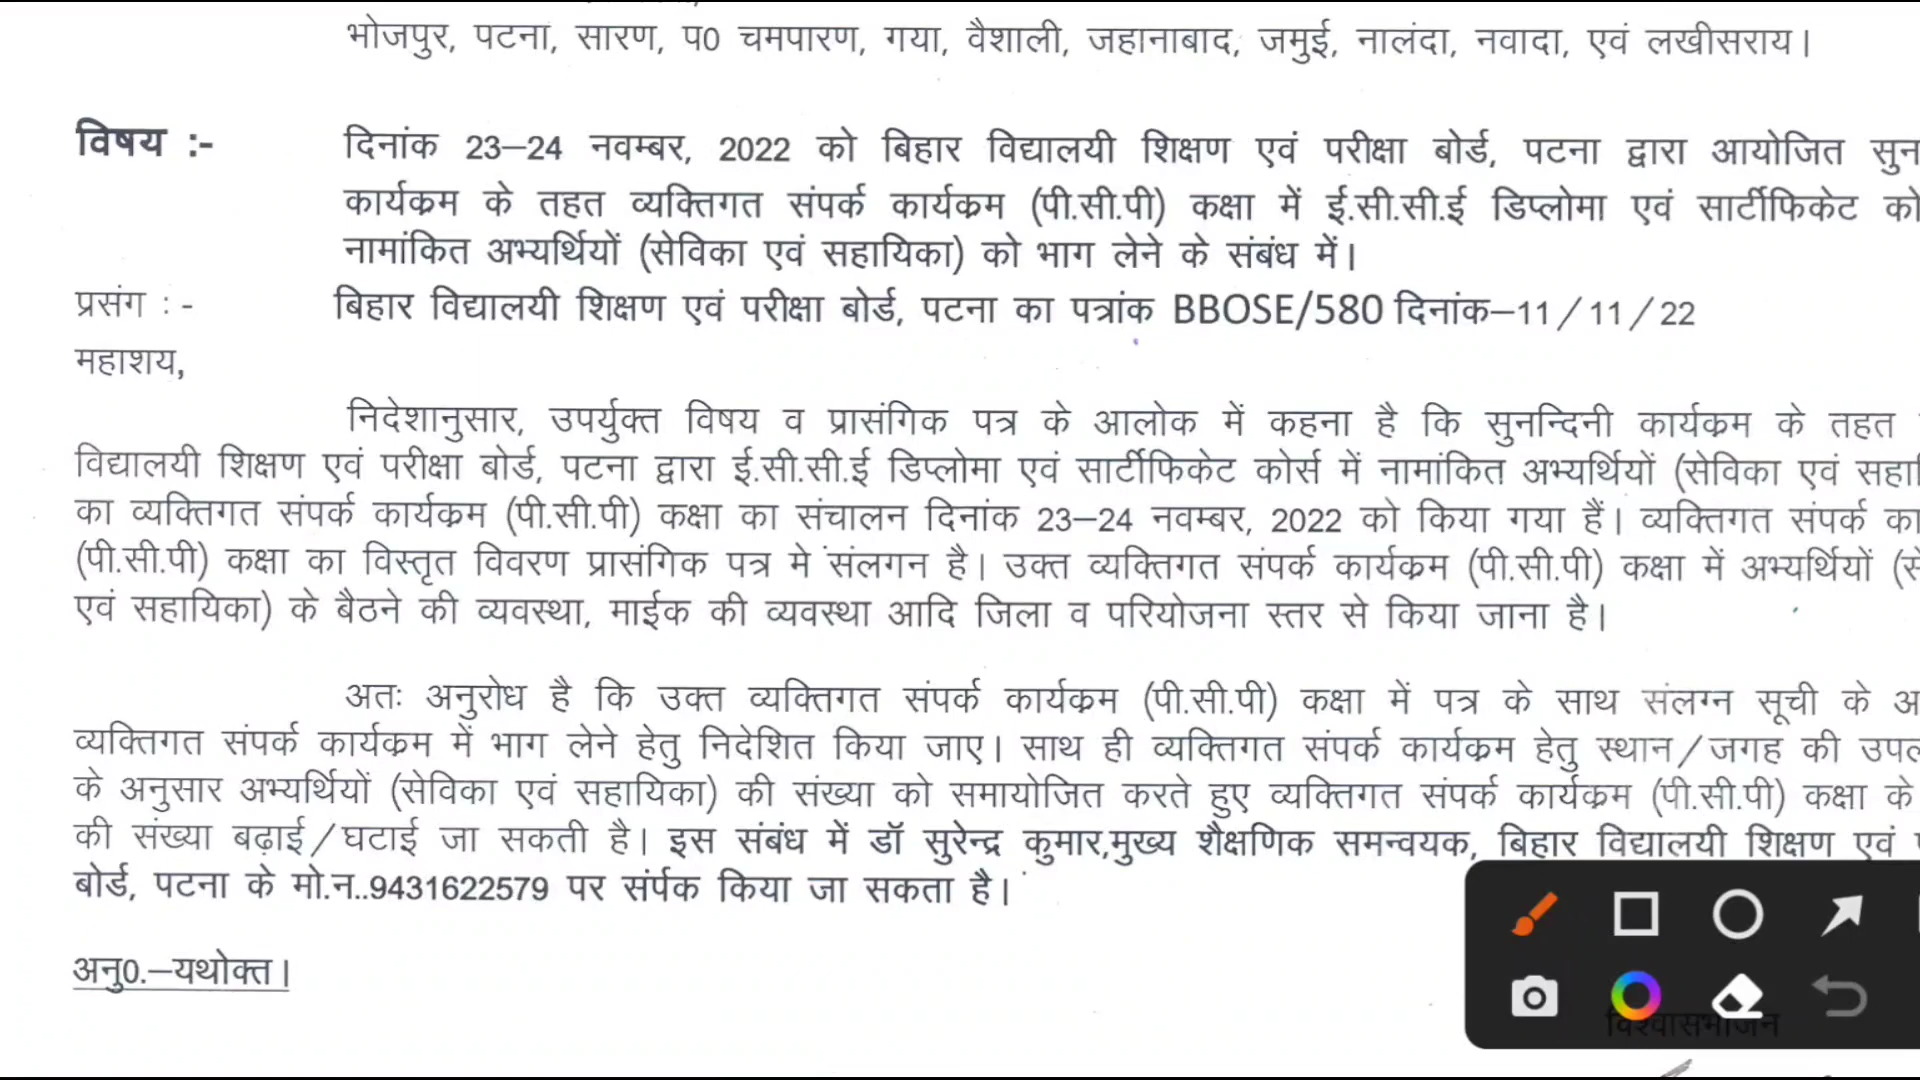 भोजपुर, पटना, सारण, प0 चमपारण, गया, वैशाली, जहानाबाद, जमुई, नालंदा, नवादा, एवं लखीसराय।
विषय :- दिनांक 23–24 नवम्बर, 2022 को बिहार विद्यालयी शिक्षण एवं परीक्षा बोर्ड, पटना द्वारा आयोजित सुन
कार्यक्रम के तहत व्यक्तिगत संपर्क कार्यक्रम (पी.सी.पी) कक्षा में ई.सी.सी.ई डिप्लोमा एवं सार्टीफिकेट को
नामांकित अभ्यर्थियों (सेविका एवं सहायिका) को भाग लेने के संबंध में।
प्रसंग : - बिहार विद्यालयी शिक्षण एवं परीक्षा बोर्ड, पटना का पत्रांक BBOSE/580 दिनांक–11/11/22
महाशय,
निदेशानुसार, उपर्युक्त विषय व प्रासंगिक पत्र के आलोक में कहना है कि सुनन्दिनी कार्यक्रम के तहत
विद्यालयी शिक्षण एवं परीक्षा बोर्ड, पटना द्वारा ई.सी.सी.ई डिप्लोमा एवं सार्टीफिकेट कोर्स में नामांकित अभ्यर्थियों (सेविका एवं सहा
का व्यक्तिगत संपर्क कार्यक्रम (पी.सी.पी) कक्षा का संचालन दिनांक 23–24 नवम्बर, 2022 को किया गया हैं। व्यक्तिगत संपर्क का
(पी.सी.पी) कक्षा का विस्तृत विवरण प्रासंगिक पत्र मे संलगन है। उक्त व्यक्तिगत संपर्क कार्यक्रम (पी.सी.पी) कक्षा में अभ्यर्थियों (से
एवं सहायिका) के बैठने की व्यवस्था, माईक की व्यवस्था आदि जिला व परियोजना स्तर से किया जाना है।
अतः अनुरोध है कि उक्त व्यक्तिगत संपर्क कार्यक्रम (पी.सी.पी) कक्षा में पत्र के साथ संलग्न सूची के अ
व्यक्तिगत संपर्क कार्यक्रम में भाग लेने हेतु निदेशित किया जाए। साथ ही व्यक्तिगत संपर्क कार्यक्रम हेतु स्थान/जगह की उपल
के अनुसार अभ्यर्थियों (सेविका एवं सहायिका) की संख्या को समायोजित करते हुए व्यक्तिगत संपर्क कार्यक्रम (पी.सी.पी) कक्षा के
की संख्या बढ़ाई/घटाई जा सकती है। इस संबंध में डॉ सुरेन्द्र कुमार,मुख्य शैक्षणिक समन्वयक, बिहार विद्यालयी शिक्षण एवं
बोर्ड, पटना के मो.न..9431622579 पर संर्पक किया जा सकता है।
अनु0.–यथोक्त।
विश्वासभाजन